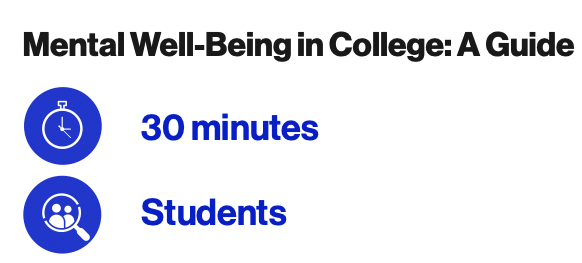 Mental Well-Being in College: A Guide
30 minutes
Students